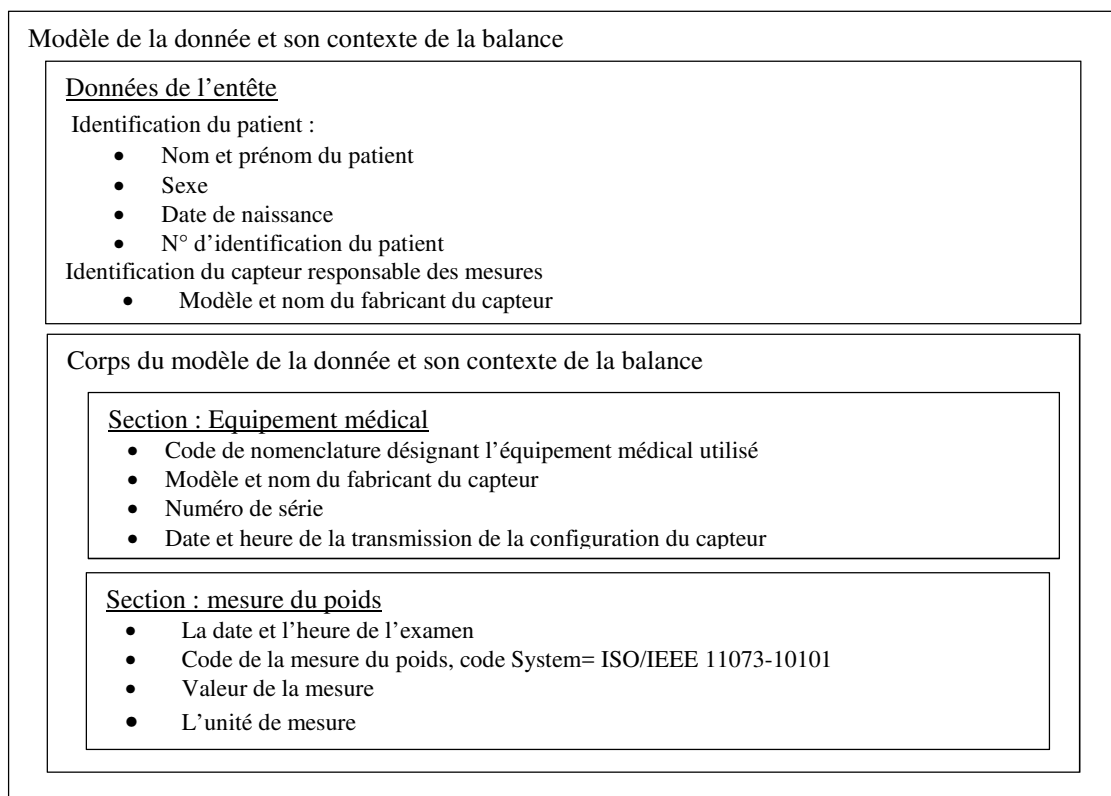 Modèle de la donnée et son contexte de la balance
Données de l'entête
Identification du patient :
• Nom et prénom du patient
• Sexe
• Date de naissance
• N° d'identification du patient
Identification du capteur responsable des mesures
• Modèle et nom du fabricant du capteur
Corps du modèle de la donnée et son contexte de la balance
Section : Equipement médical
• Code de nomenclature désignant l'équipement médical utilisé
• Modèle et nom du fabricant du capteur
• Numéro de série
• Date et heure de la transmission de la configuration du capteur
Section : mesure du poids
• La date et l'heure de l'examen
• Code de la mesure du poids, code System= ISO/IEEE 11073-10101
• Valeur de la mesure
• L'unité de mesure